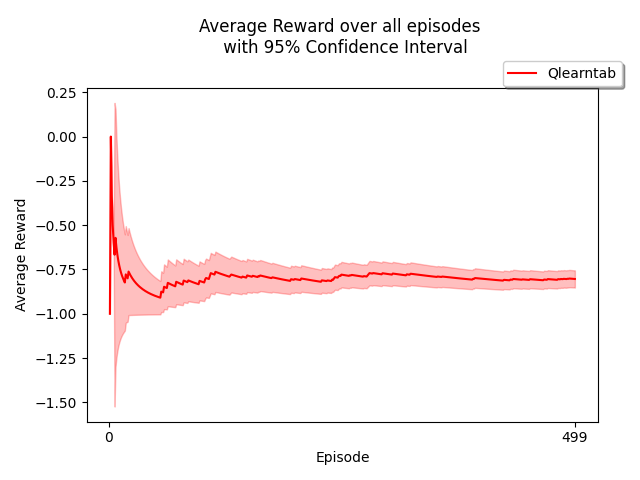 Average Reward over all episodes
with 95% Confidence Interval
Qlearntab
0.25
0.00
−0.25
−0.50
−0.75
−1.00
−1.25
−1.50
Average Reward
0
499
Episode